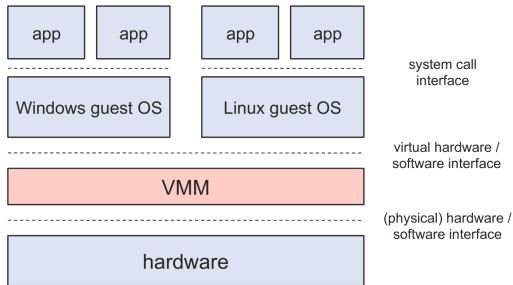 app
app
app
app
system call
interface
Windows guest OS
Linux guest OS
virtual hardware /
software interface
VMM
(physical) hardware /
software interface
hardware